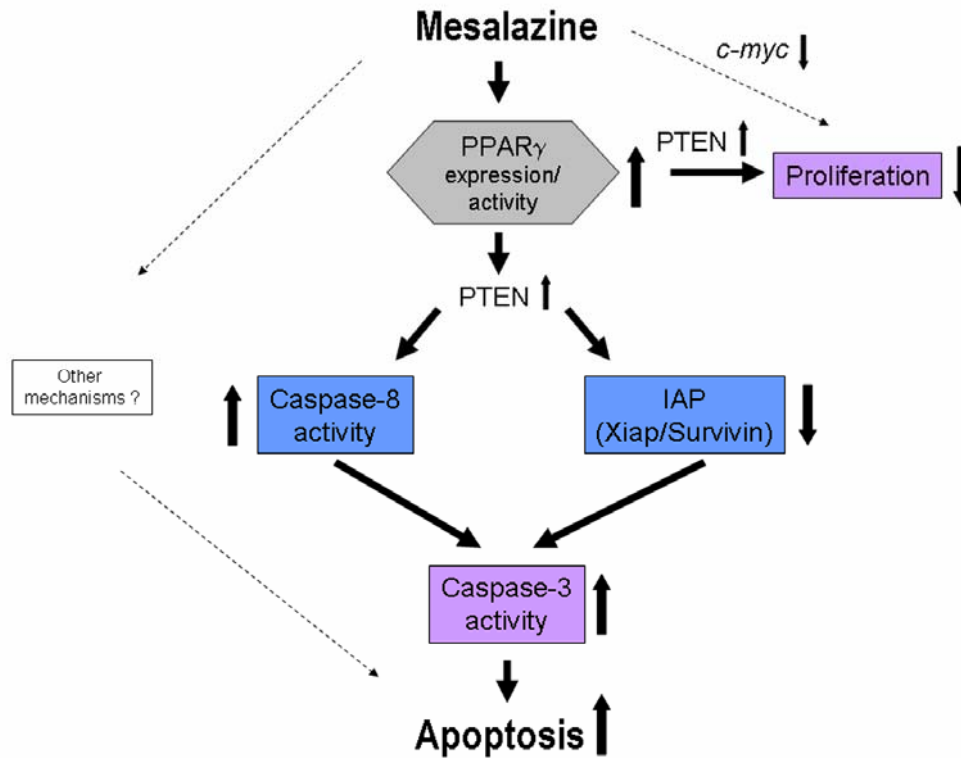 Mesalazine
c-myc
PPARγ
expression/
activity
PTEN
Proliferation
PTEN
Other
mechanisms ?
Caspase-8
activity
IAP
(Xiap/Survivin)
Caspase-3
activity
Apoptosis